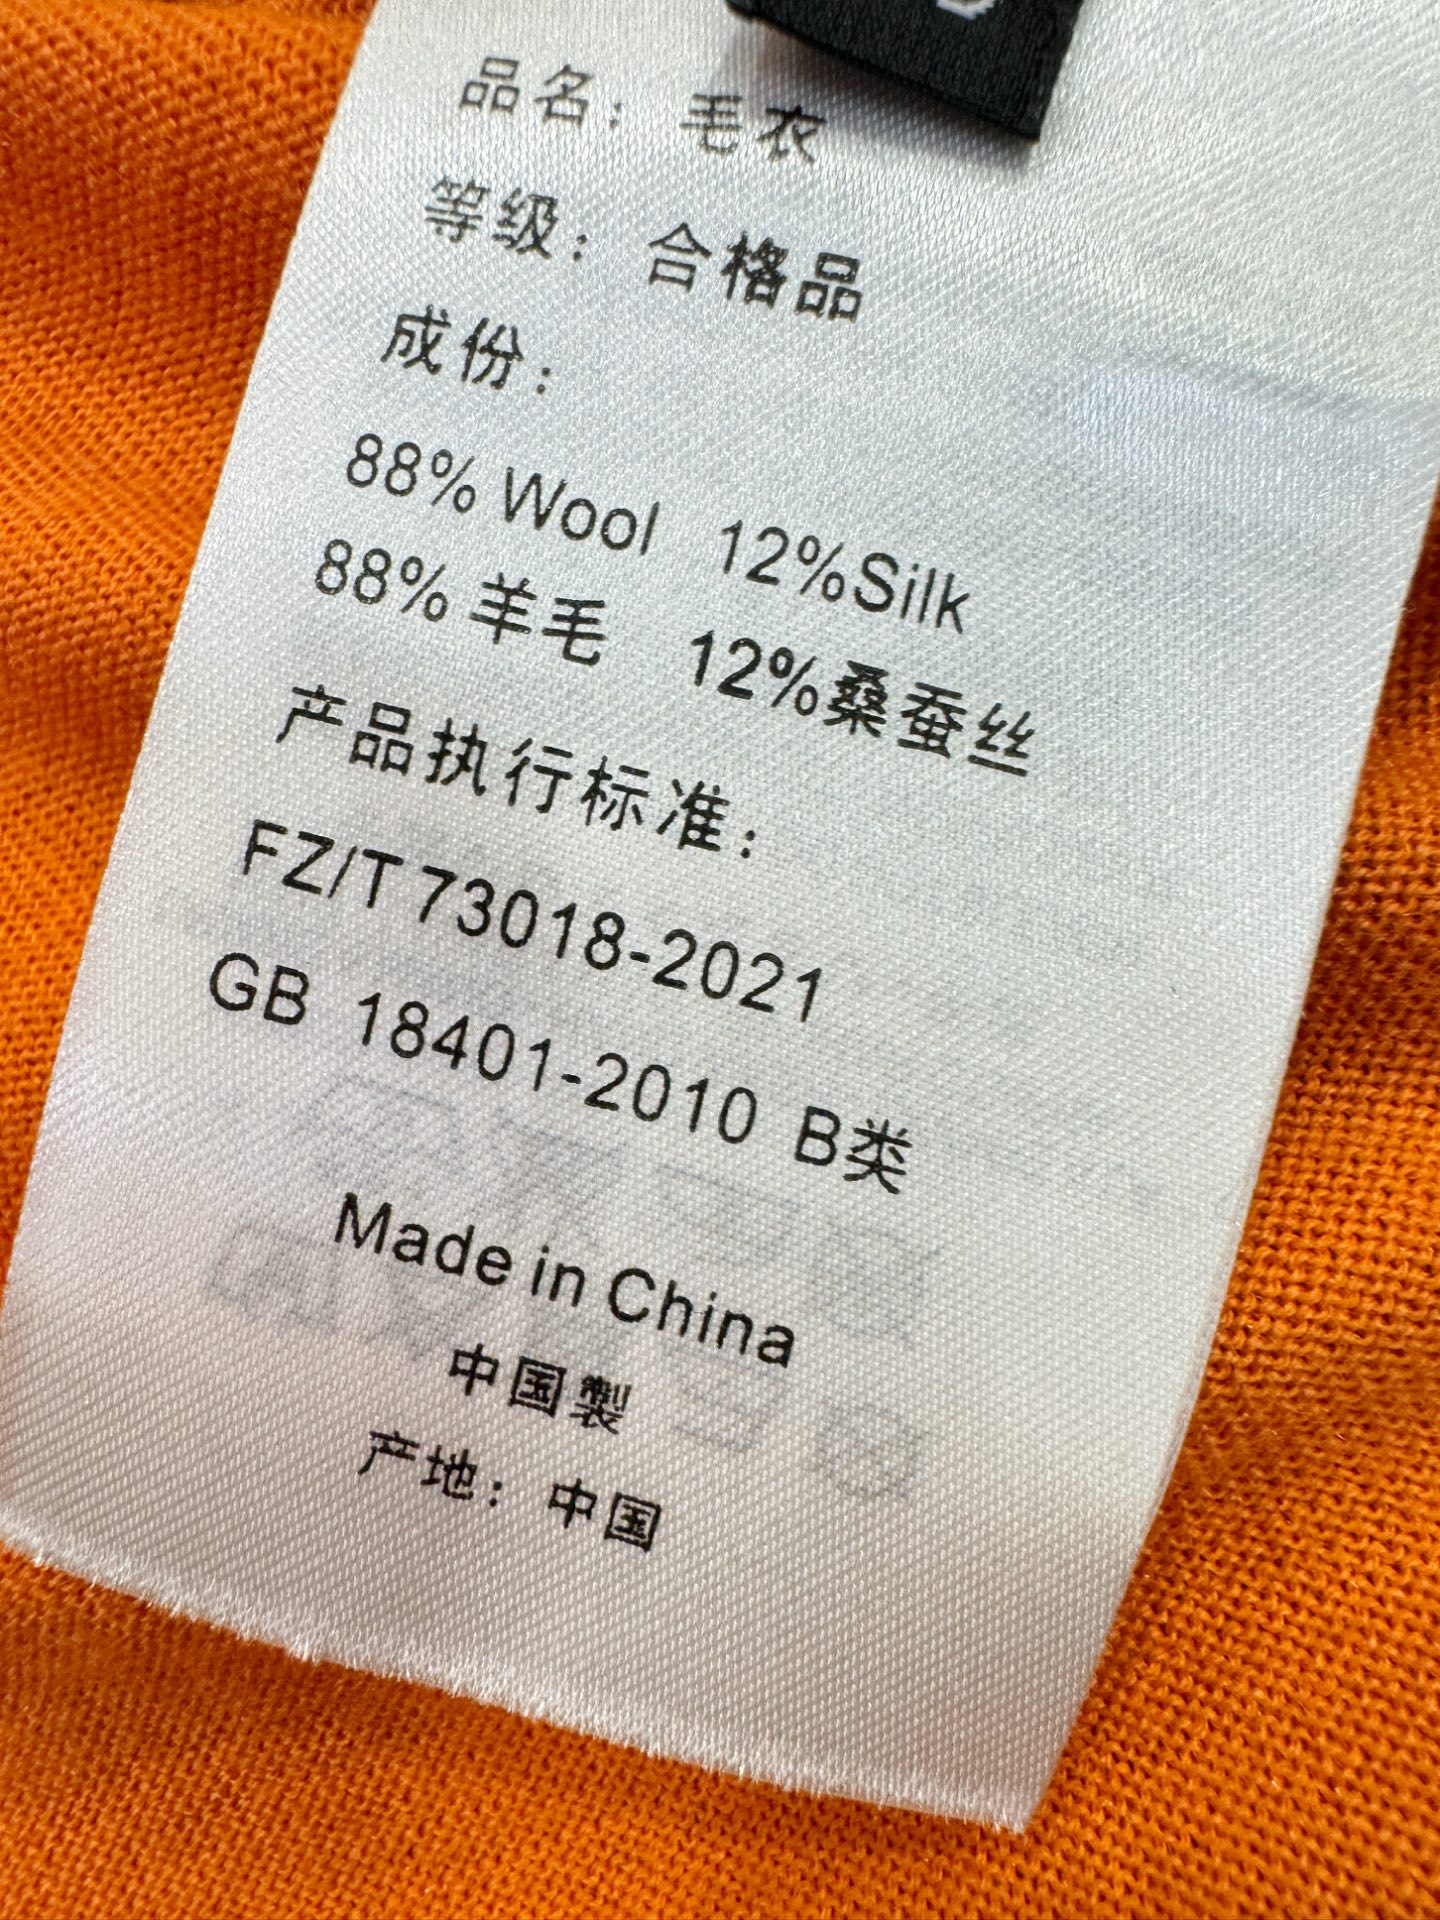 品名：毛衣
等级：合格品
成份：
88% Wool 12%Silk
88% 羊毛 12%桑蚕丝
产品执行标准：
FZ/T 73018-2021
GB 18401-2010 B类
Made in China
中国製
产地：中国